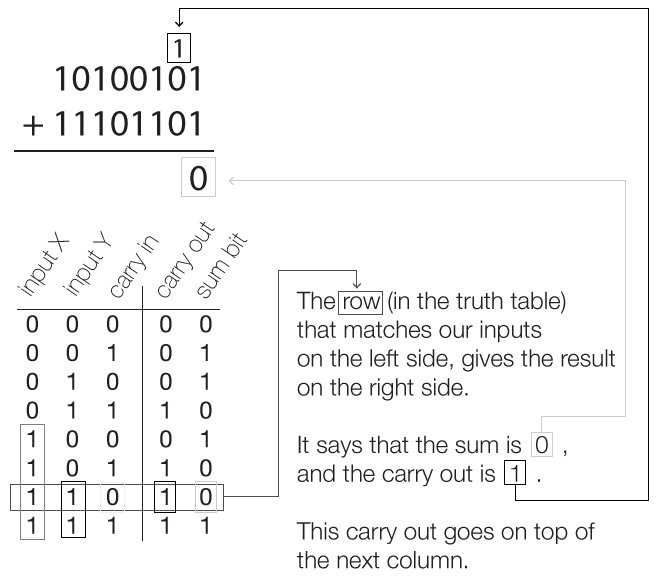 1
10100101
+ 11101101
0
input X input Y carry in carry out sum bit
0 0 0 0 0
0 0 1 0 1
0 1 0 0 1
0 1 1 1 0
1 0 0 0 1
1 0 1 1 0
1 1 0 1 0
1 1 1 1 1
The row (in the truth table)
that matches our inputs
on the left side, gives the result
on the right side.
It says that the sum is 0 ,
and the carry out is 1 .
This carry out goes on top of
the next column.